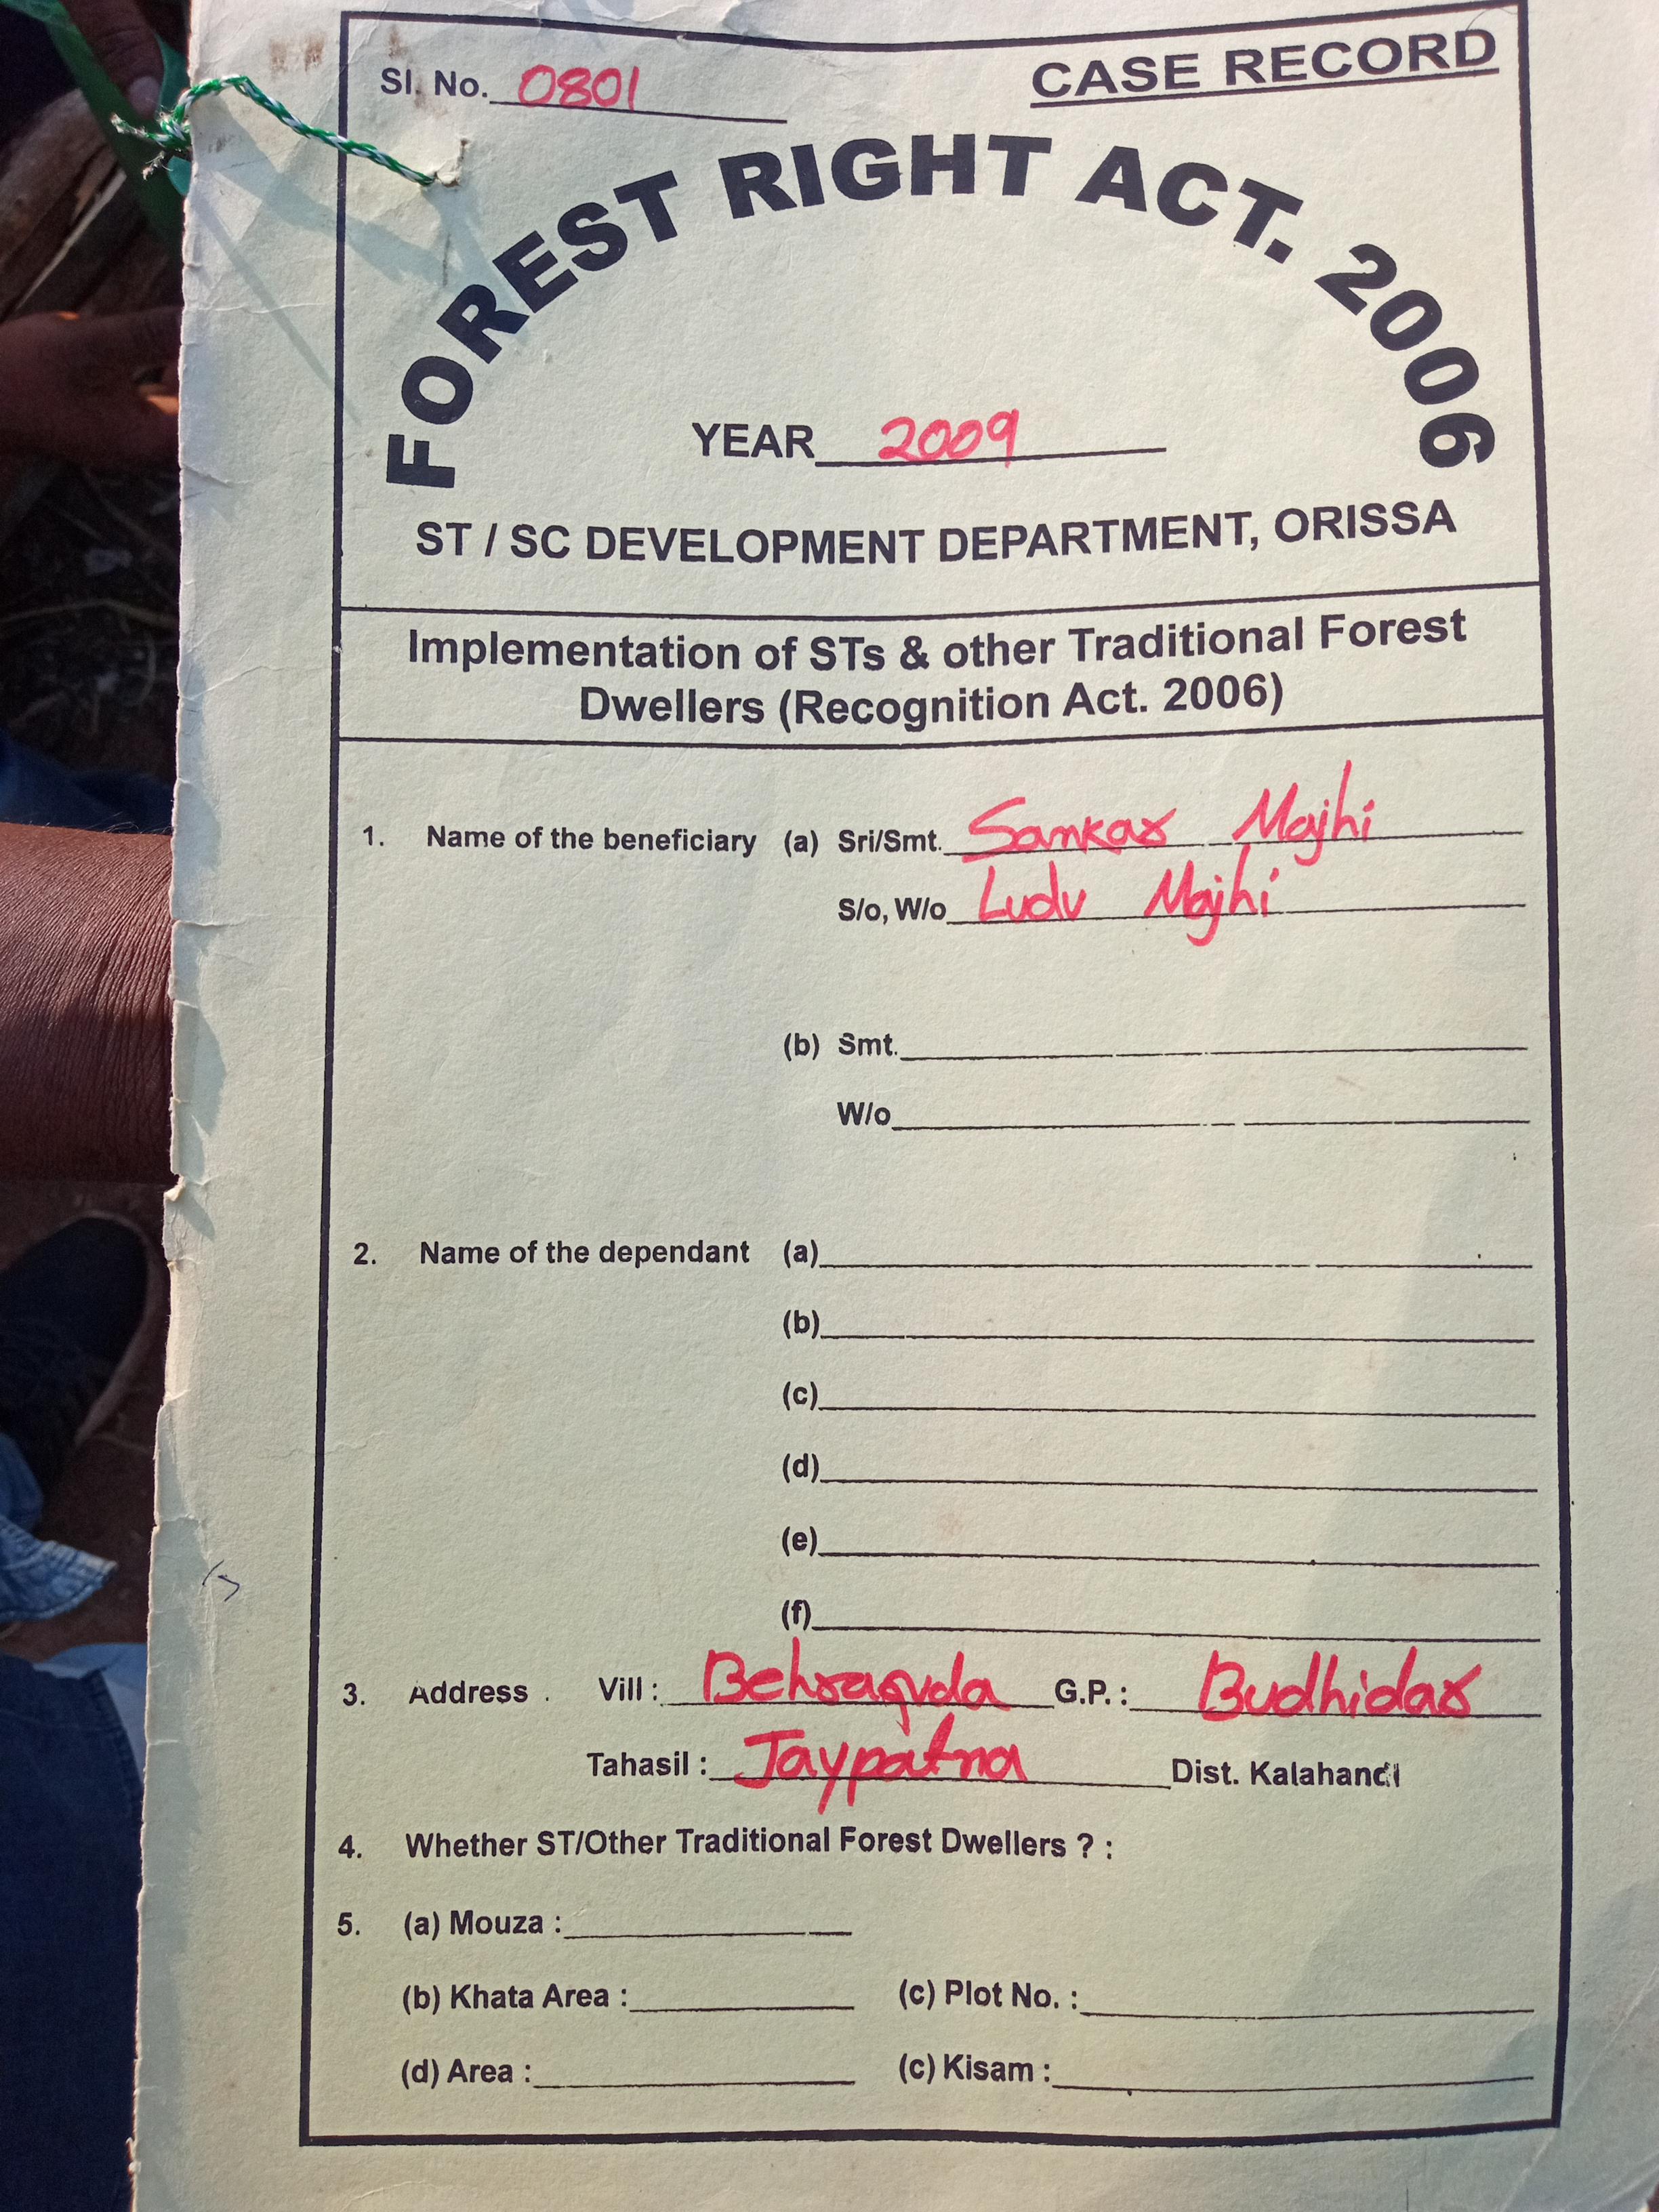 Sl. No. 0801
CASE RECORD
FOREST RIGHT ACT. 2006
YEAR 2009
ST / SC DEVELOPMENT DEPARTMENT, ORISSA
Implementation of STs & other Traditional Forest
Dwellers (Recognition Act. 2006)
1. Name of the beneficiary (a) Sri/Smt. Sankar Majhi
S/o, W/o Ludu Majhi
(b) Smt.
W/o
2. Name of the dependant (a)
(b)
(c)
(d)
(e)
(f)
3. Address . Vill : Behraguda G.P. : Budhidar
Tahasil : Jaypatna Dist. Kalahandi
4. Whether ST/Other Traditional Forest Dwellers ? :
5. (a) Mouza :
(b) Khata Area : (c) Plot No. :
(d) Area : (c) Kisam :